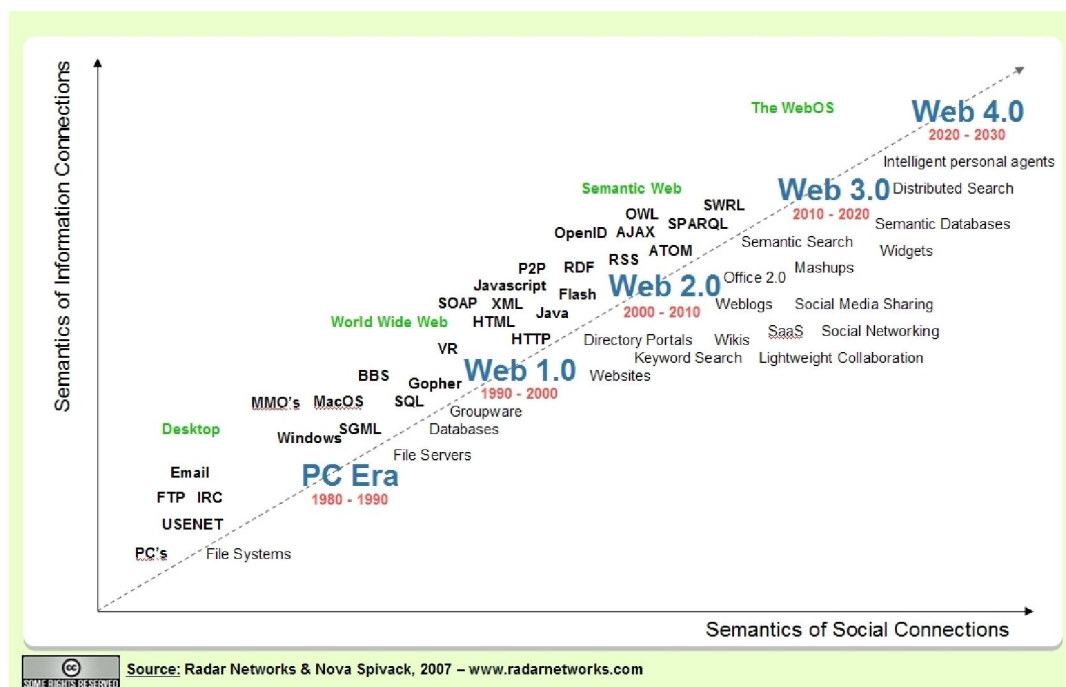 Semantics of Information Connections
The WebOS
Web 4.0
2020 - 2030
Intelligent personal agents
Semantic Web
Web 3.0
Distributed Search
2010 - 2020
SWRL
OWL
SPARQL
Semantic Databases
OpenID
AJAX
Semantic Search
Widgets
ATOM
RSS
P2P
RDF
Mashups
Office 2.0
Javascript
Web 2.0
Flash
2000 - 2010
SOAP
XML
Java
Weblogs
Social Media Sharing
World Wide Web
HTML
HTTP
Directory Portals
Wikis
SaaS
Social Networking
VR
Keyword Search
Lightweight Collaboration
Web 1.0
Websites
1990 - 2000
BBS
Gopher
MMO's
MacOS
SQL
Groupware
Desktop
Windows
SGML
Databases
File Servers
Email
PC Era
1980 - 1990
FTP
IRC
USENET
PC's
File Systems
Semantics of Social Connections
cc
SOME RIGHTS RESERVED
Source: Radar Networks & Nova Spivack, 2007 – www.radarnetworks.com